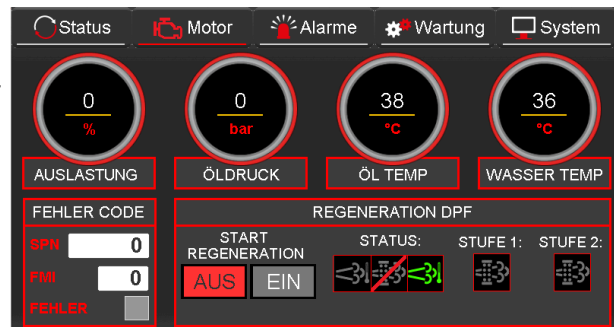 Status Motor Alarme Wartung System
0 0 38 36
% bar °C °C
AUSLASTUNG ÖLDRUCK ÖL TEMP WASSER TEMP
FEHLER CODE
SPN 0
FMI 0
FEHLER
REGENERATION DPF
START
REGENERATION
AUS EIN
STATUS:
STUFE 1:
STUFE 2: